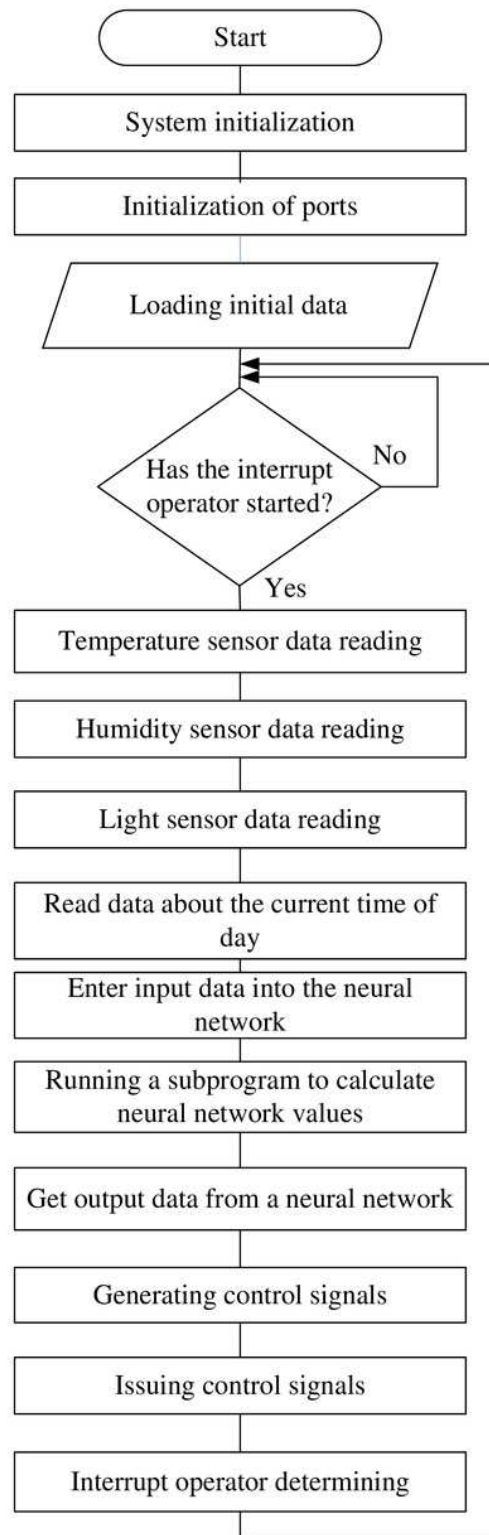 Start
System initialization
Initialization of ports
Loading initial data
Has the interrupt
operator started?
No
Yes
Temperature sensor data reading
Humidity sensor data reading
Light sensor data reading
Read data about the current time of
day
Enter input data into the neural
network
Running a subprogram to calculate
neural network values
Get output data from a neural network
Generating control signals
Issuing control signals
Interrupt operator determining